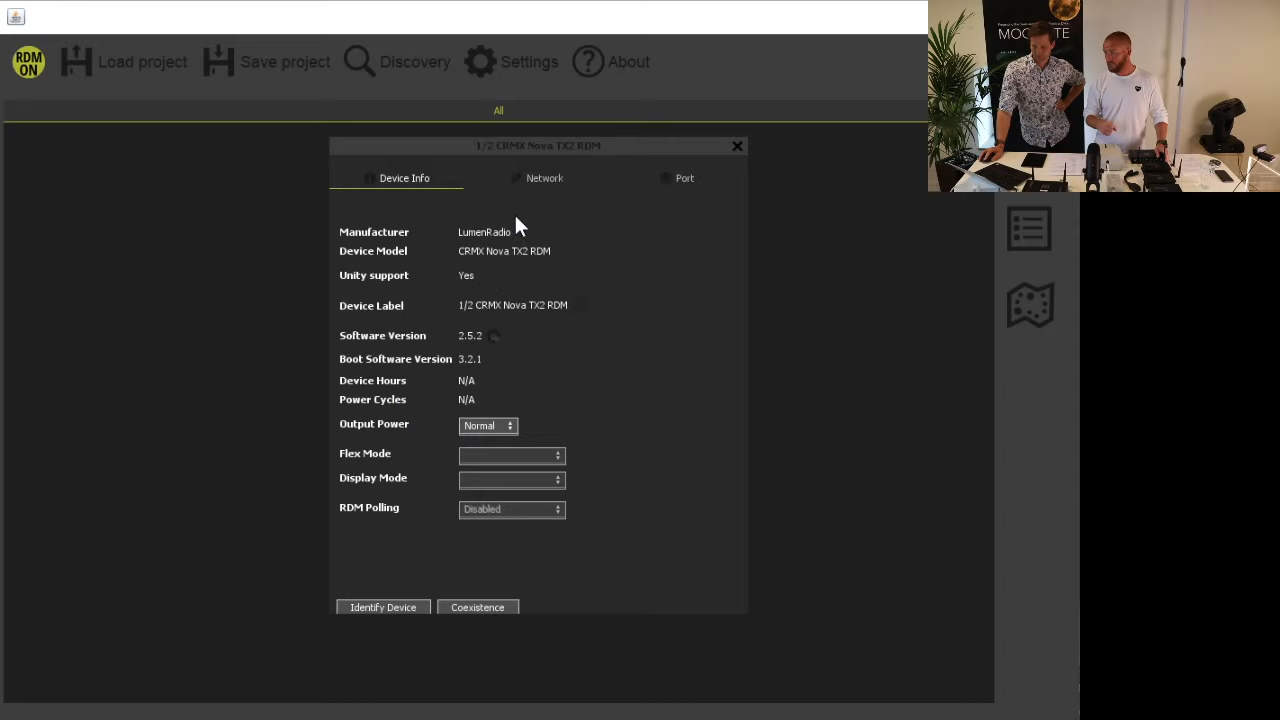 RDM ON
Load project
Save project
Discovery
Settings
About
All
1/2 CRMX Nova TX2 RDM
Device Info
Network
Port
Manufacturer LumenRadio
Device Model CRMX Nova TX2 RDM
Unity support Yes
Device Label 1/2 CRMX Nova TX2 RDM
Software Version 2.5.2
Boot Software Version 3.2.1
Device Hours N/A
Power Cycles N/A
Output Power Normal
Flex Mode
Display Mode
RDM Polling Disabled
Identify Device
Coexistence